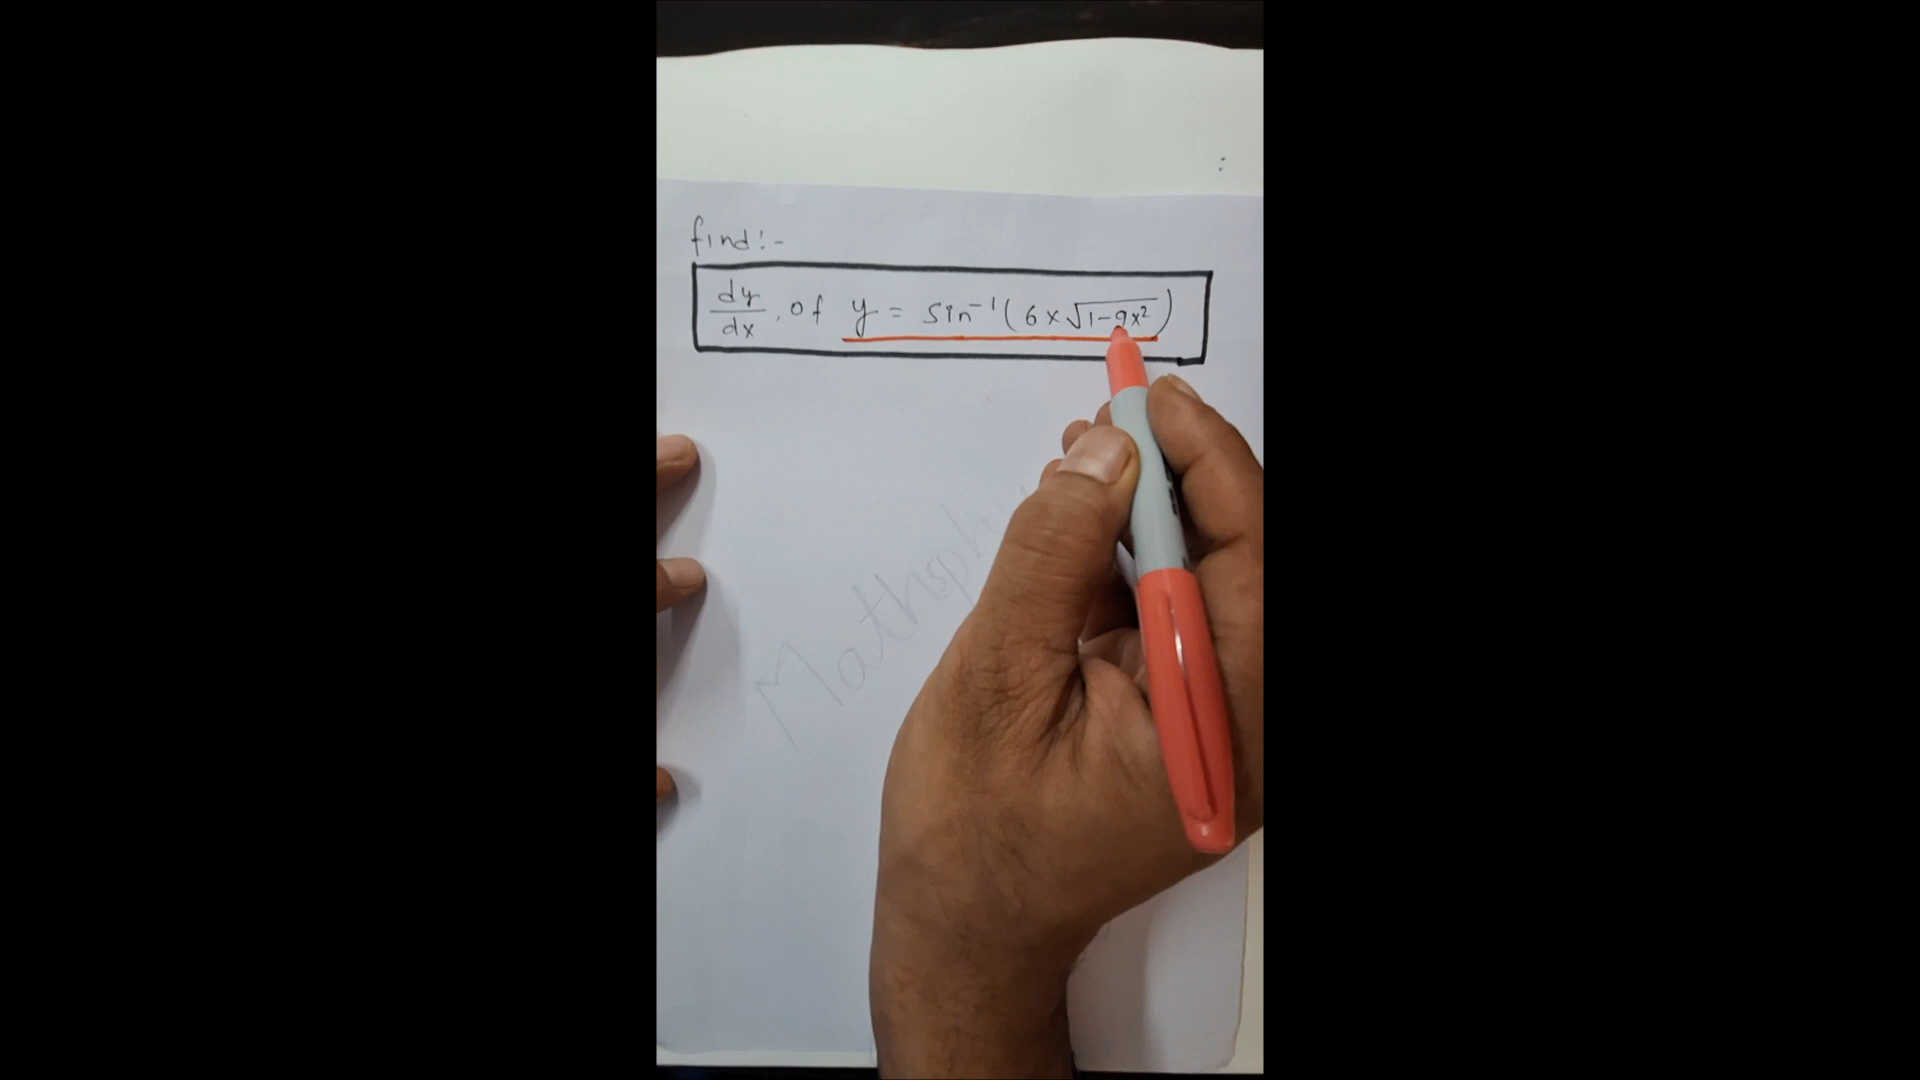 find:-
dy/dx, of y = sin⁻¹(6x√(1-9x²))